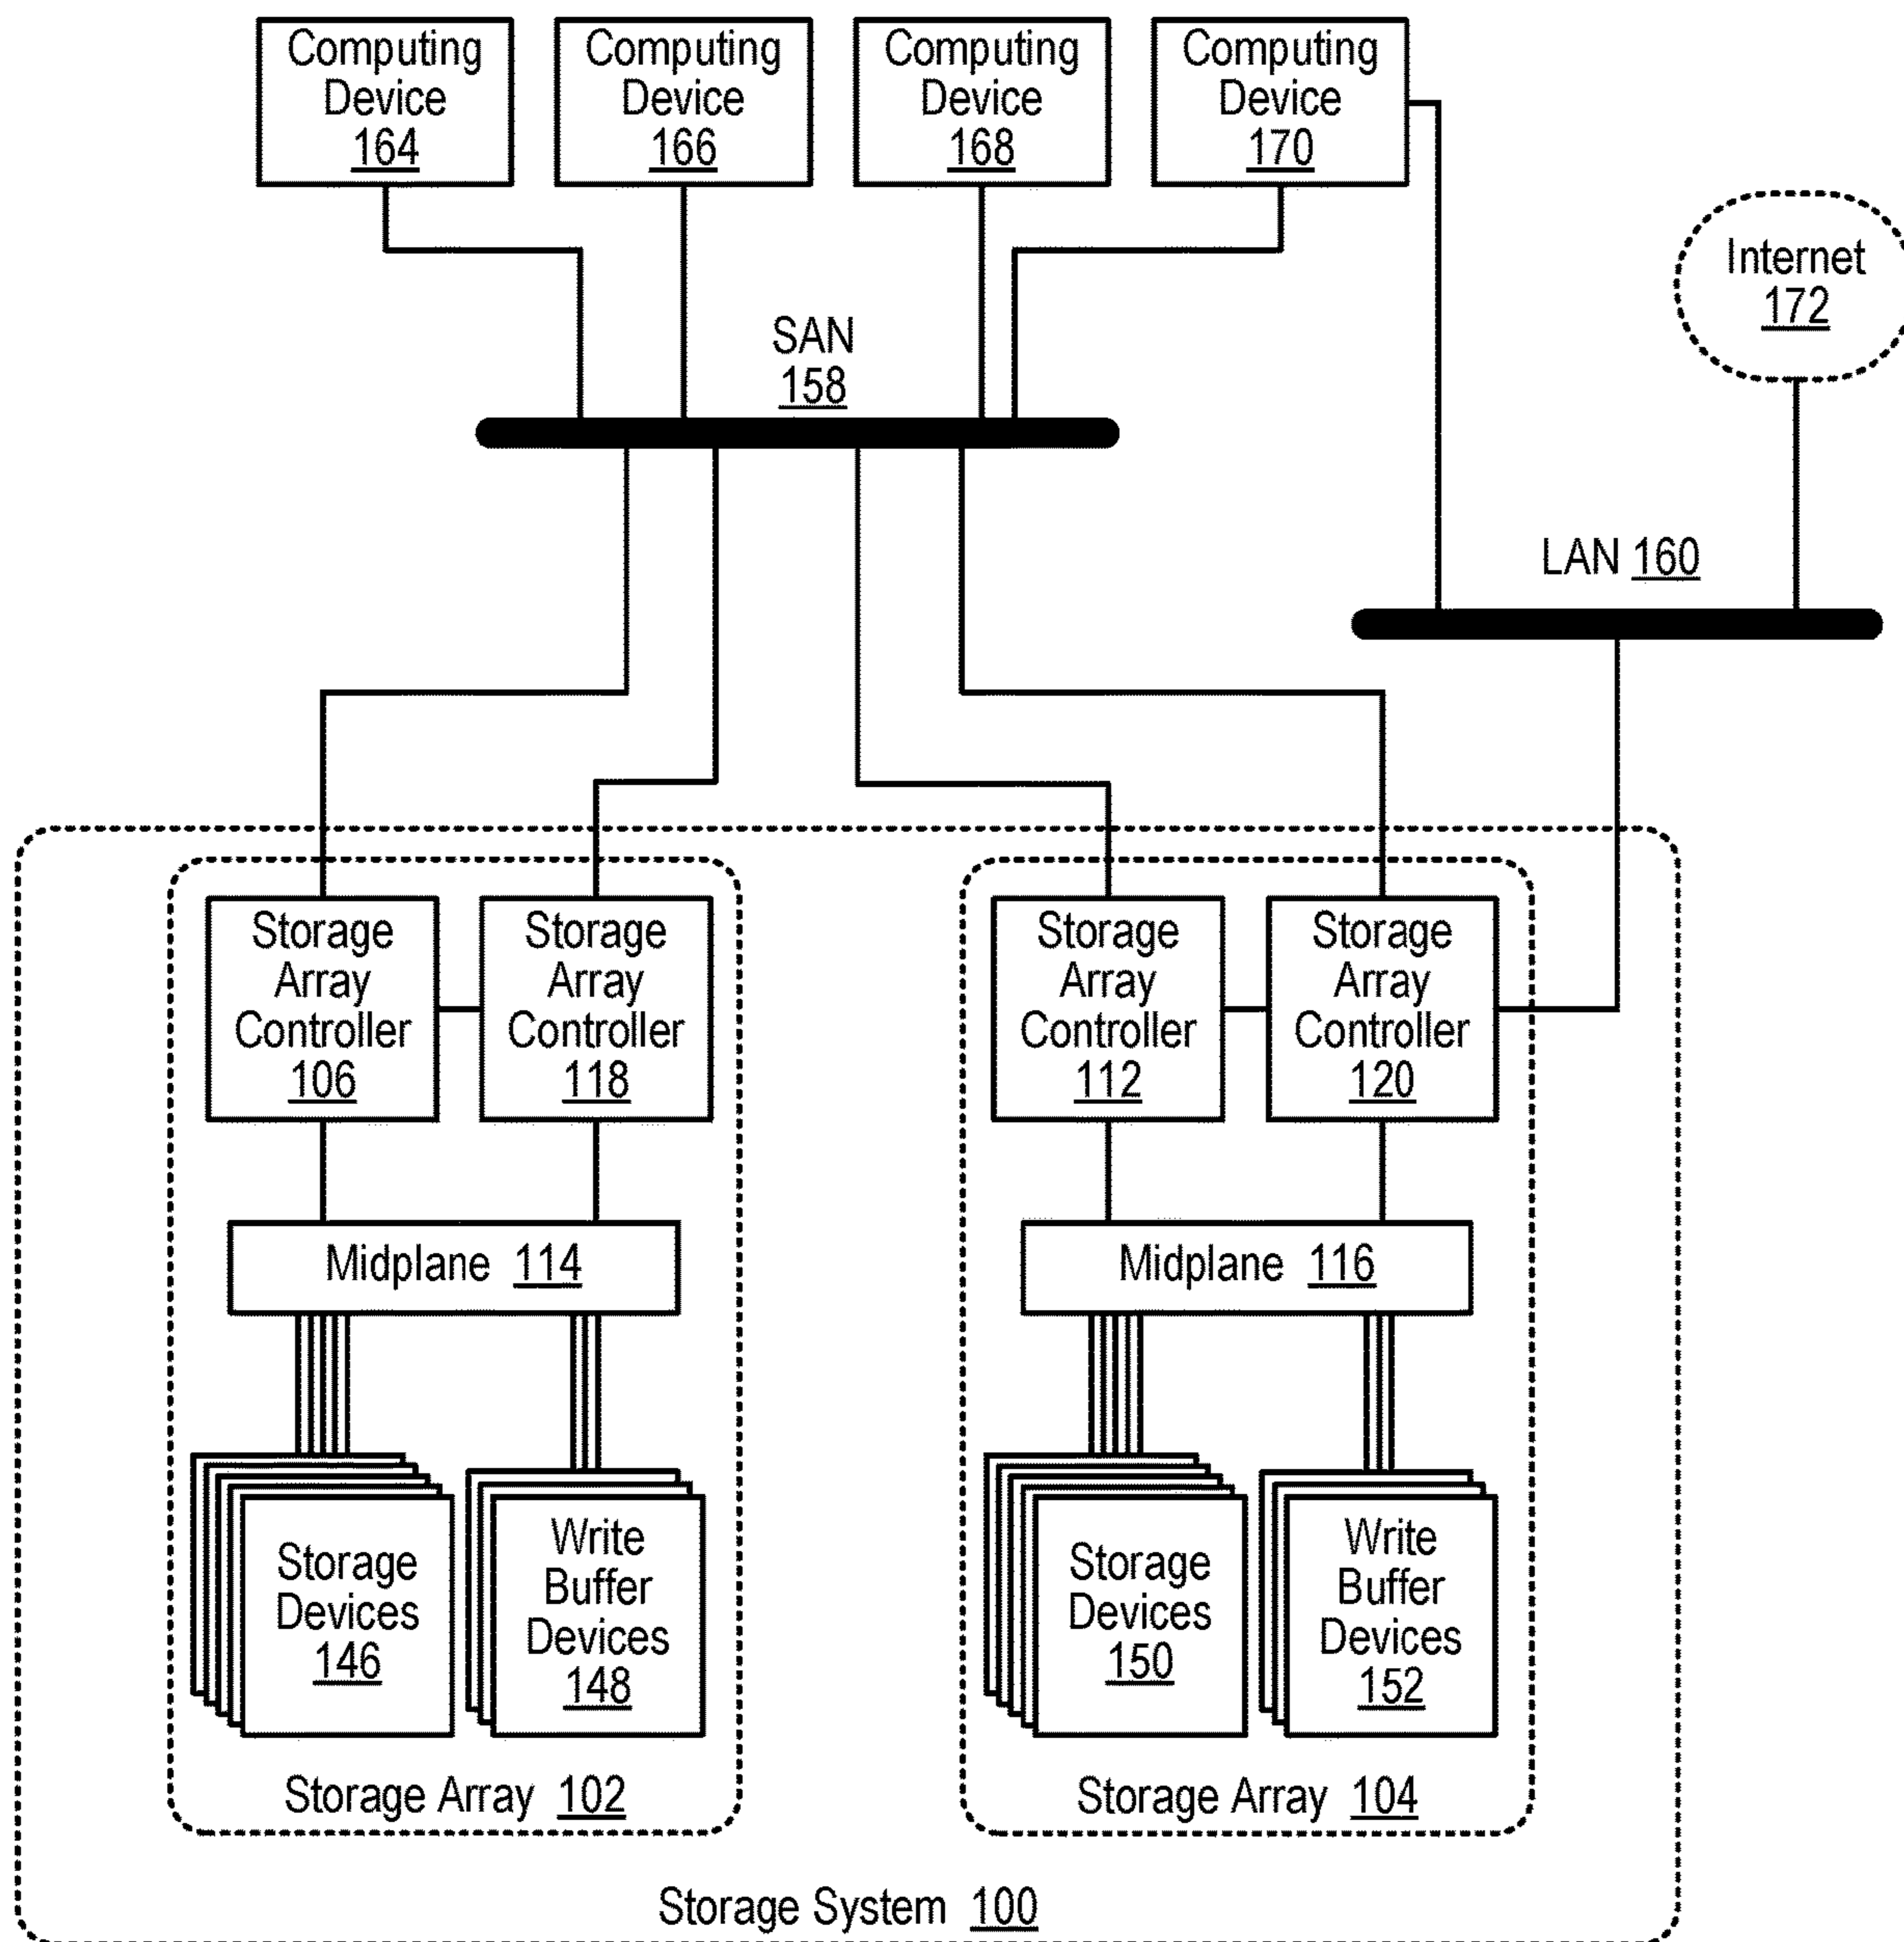 Computing
Device
164
Computing
Device
166
Computing
Device
168
Computing
Device
170
Internet
172
SAN
158
LAN 160
Storage
Array
Controller
106
Storage
Array
Controller
118
Storage
Array
Controller
112
Storage
Array
Controller
120
Midplane 114
Midplane 116
Storage
Devices
146
Write
Buffer
Devices
148
Storage
Devices
150
Write
Buffer
Devices
152
Storage Array 102
Storage Array 104
Storage System 100